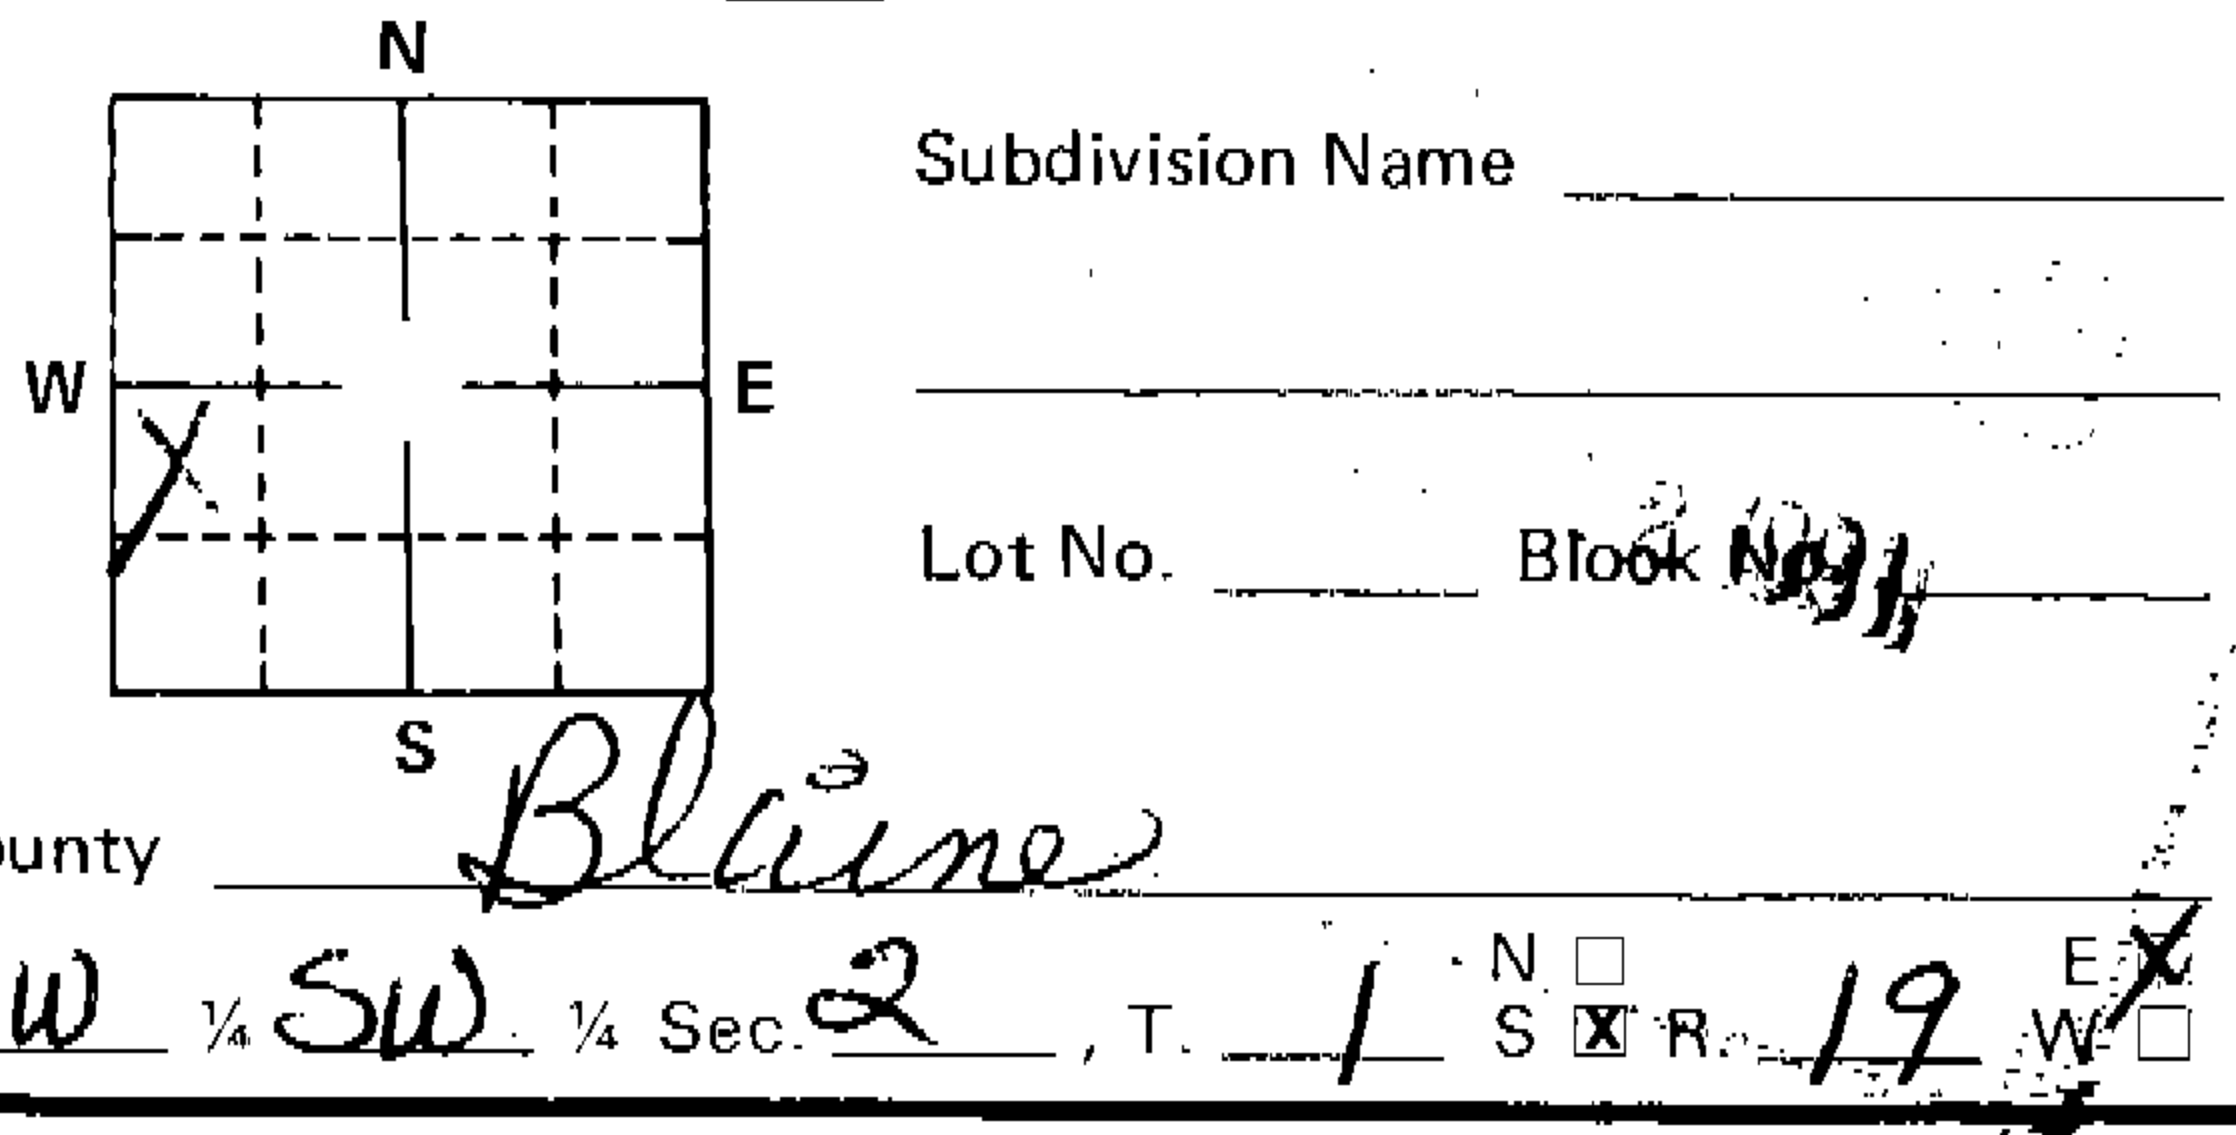 N
W E
S
Subdivision Name
Lot No. Block No.
ounty Blaine
N E X
W ¼ SW ¼ Sec. 2, T. 1 S X R. 19 W